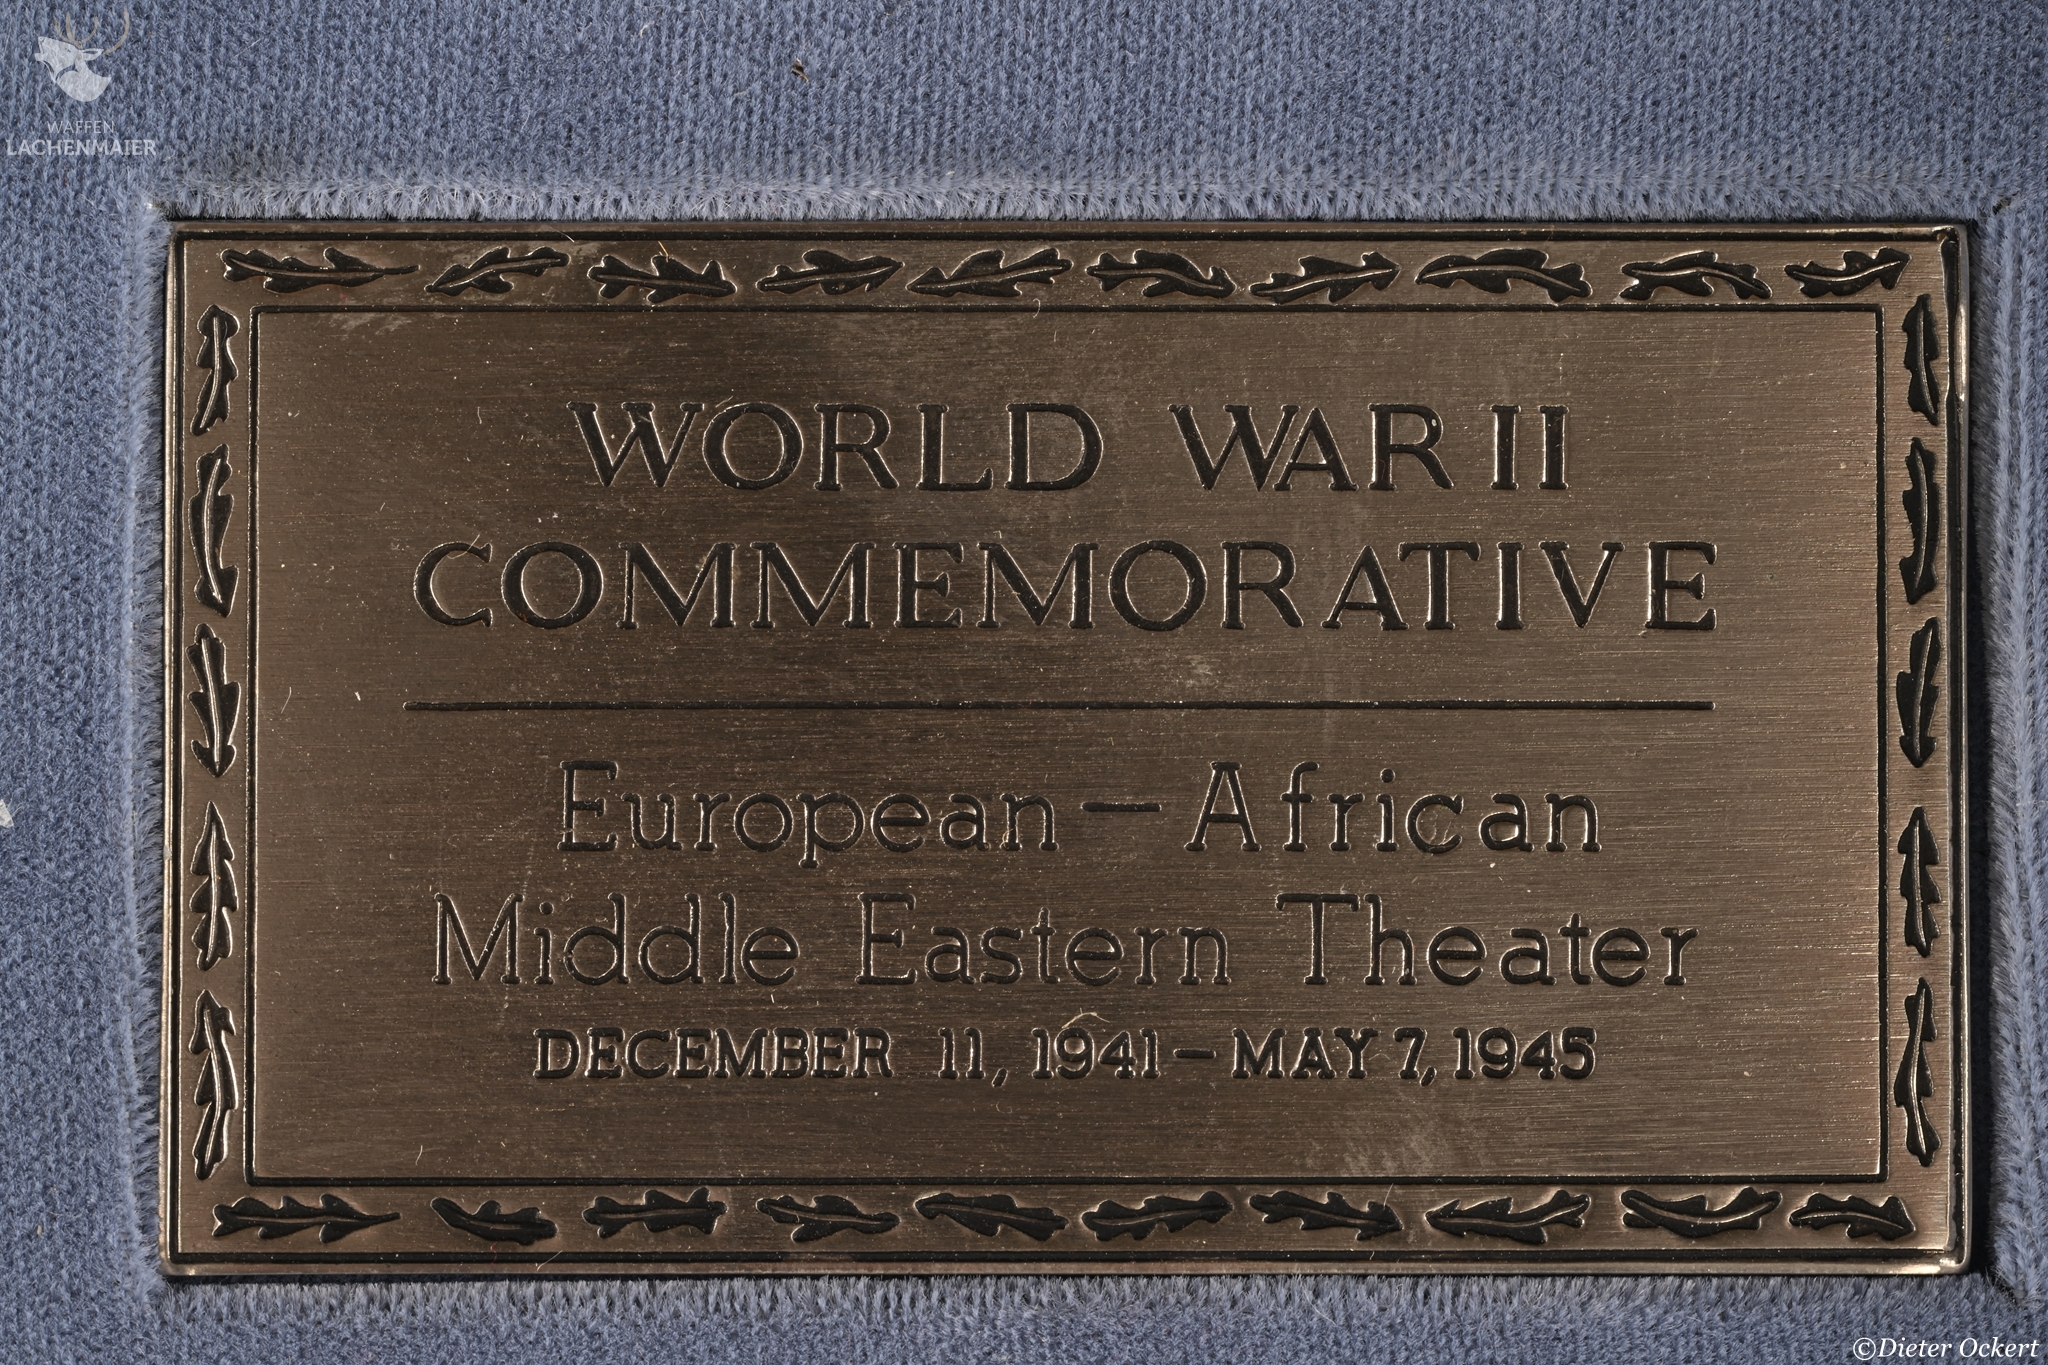 WAFFEN
LACHENMAIER
WORLD WAR II
COMMEMORATIVE
European — African
Middle Eastern Theater
DECEMBER 11, 1941 — MAY 7, 1945
©Dieter Ockert